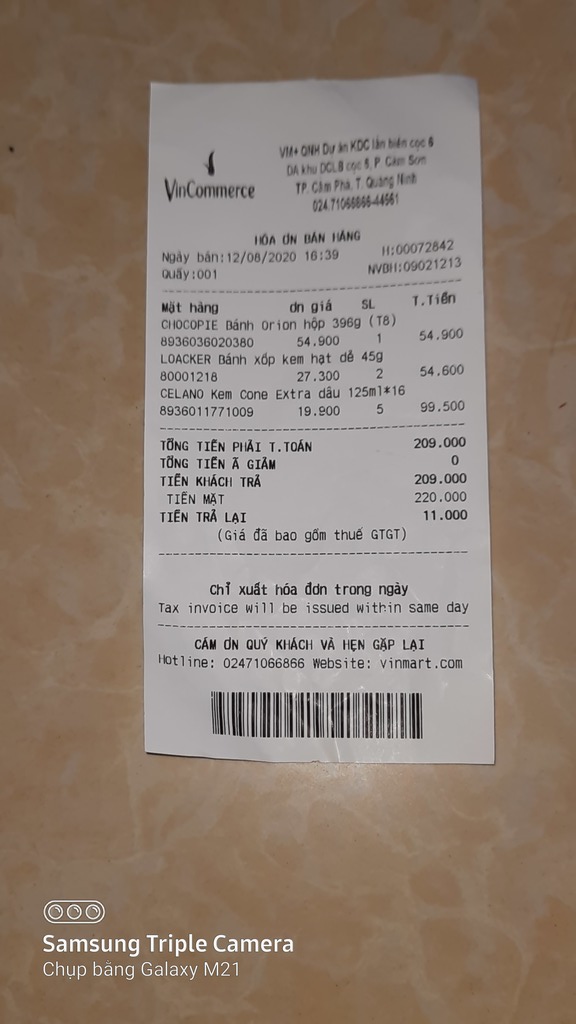 VinCommerce
VM+ QNH Dự án KDC lấn biển cọc 6
DA khu DCLB cọc 6, P. Cẩm Sơn
TP. Cẩm Phả, T. Quảng Ninh
024.71066866-44561
HÓA ƠN BÁN HÀNG
Ngày bán:12/08/2020 16:39 H:00072842
Quầy:001 NVBH:09021213
Mặt hàng ơn giá SL T.Tiền
CHOCOPIE Bánh Orion hộp 396g (T8)
8936036020380 54.900 1 54.900
LOACKER Bánh xốp kem hạt dẻ 45g
80001218 27.300 2 54.600
CELANO Kem Cone Extra dâu 125ml*16
8936011771009 19.900 5 99.500
TỔNG TIỀN PHẢI T.TOÁN 209.000
TỔNG TIỀN Ã GIẢM 0
TIỀN KHÁCH TRẢ 209.000
TIỀN MẶT 220.000
TIỀN TRẢ LẠI 11.000
(Giá đã bao gồm thuế GTGT)
Chỉ xuất hóa đơn trong ngày
Tax invoice will be issued within same day
CÁM ƠN QUÝ KHÁCH VÀ HẸN GẶP LẠI
Hotline: 02471066866 Website: vinmart.com
Samsung Triple Camera
Chụp bằng Galaxy M21